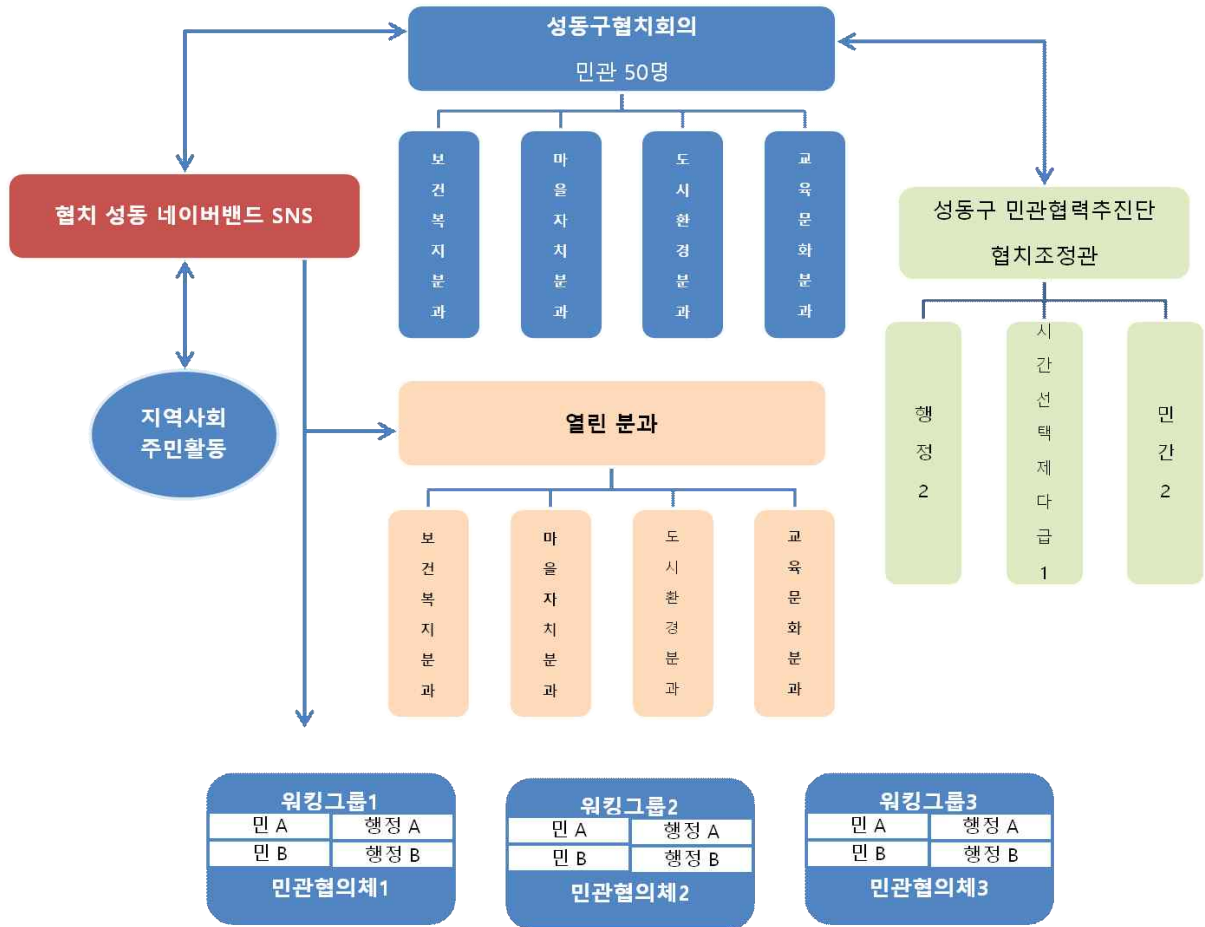 성동구협치회의
민관 50명
보건복지분과
마을자치분과
도시환경분과
교육문화분과
협치 성동 네이버밴드 SNS
성동구 민관협력추진단
협치조정관
행정2
시간선택제다급1
민간2
지역사회
주민활동
열린 분과
보건복지분과
마을자치분과
도시환경분과
교육문화분과
워킹그룹1
민 A 행정 A
민 B 행정 B
민관협의체1
워킹그룹2
민 A 행정 A
민 B 행정 B
민관협의체2
워킹그룹3
민 A 행정 A
민 B 행정 B
민관협의체3